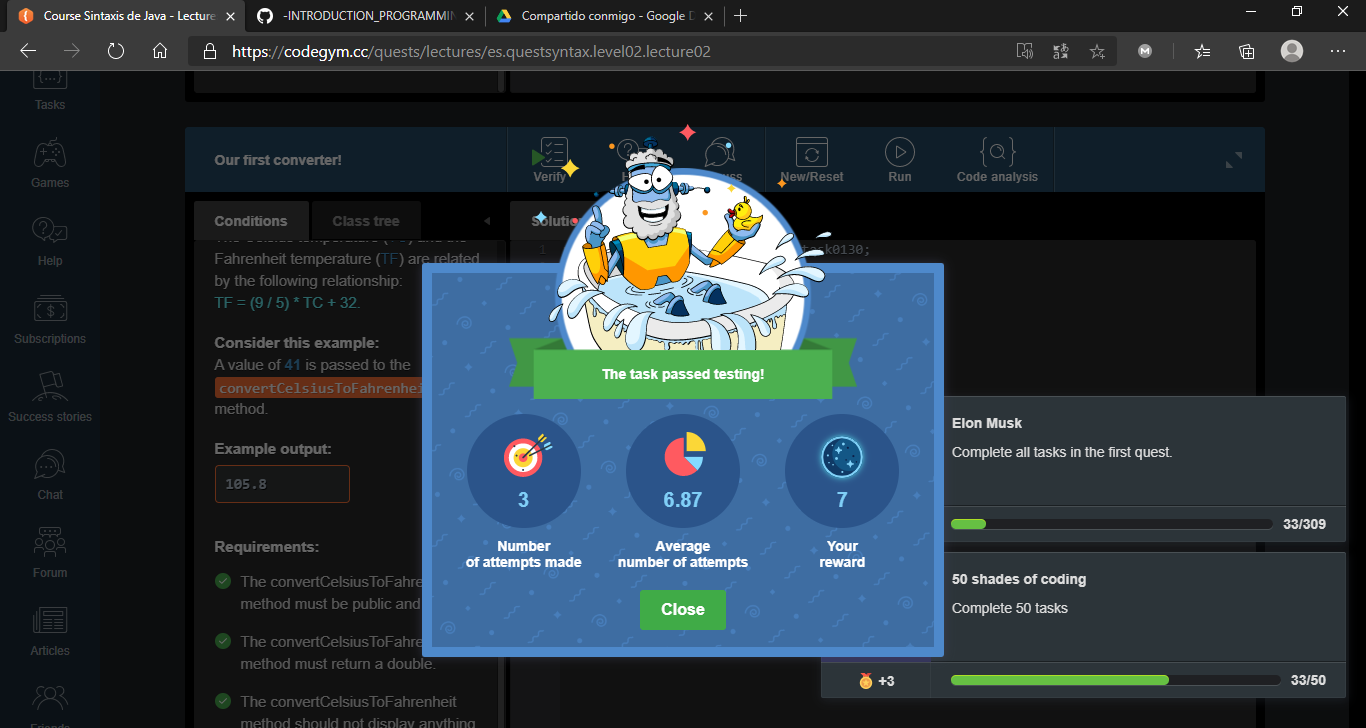 Course Sintaxis de Java - Lecture
-INTRODUCTION_PROGRAMMIN
Compartido conmigo - Google D
https://codegym.cc/quests/lectures/es.questsyntax.level02.lecture02
M
Tasks
Games
Help
Subscriptions
Success stories
Chat
Forum
Articles
Friends
Our first converter!
Verify
New/Reset
Run
Code analysis
Conditions
Class tree
Solution
1
task0130;
Fahrenheit temperature (TF) are related
by the following relationship:
TF = (9 / 5) * TC + 32.
Consider this example:
A value of 41 is passed to the
convertCelsiusToFahrenhei
method.
Example output:
105.8
Requirements:
The convertCelsiusToFahre
method must be public and
The convertCelsiusToFahre
method must return a double.
The convertCelsiusToFahrenheit
method should not display anything
The task passed testing!
3
Number
of attempts made
6.87
Average
number of attempts
7
Your
reward
Close
Elon Musk
Complete all tasks in the first quest.
33/309
50 shades of coding
Complete 50 tasks
+3
33/50